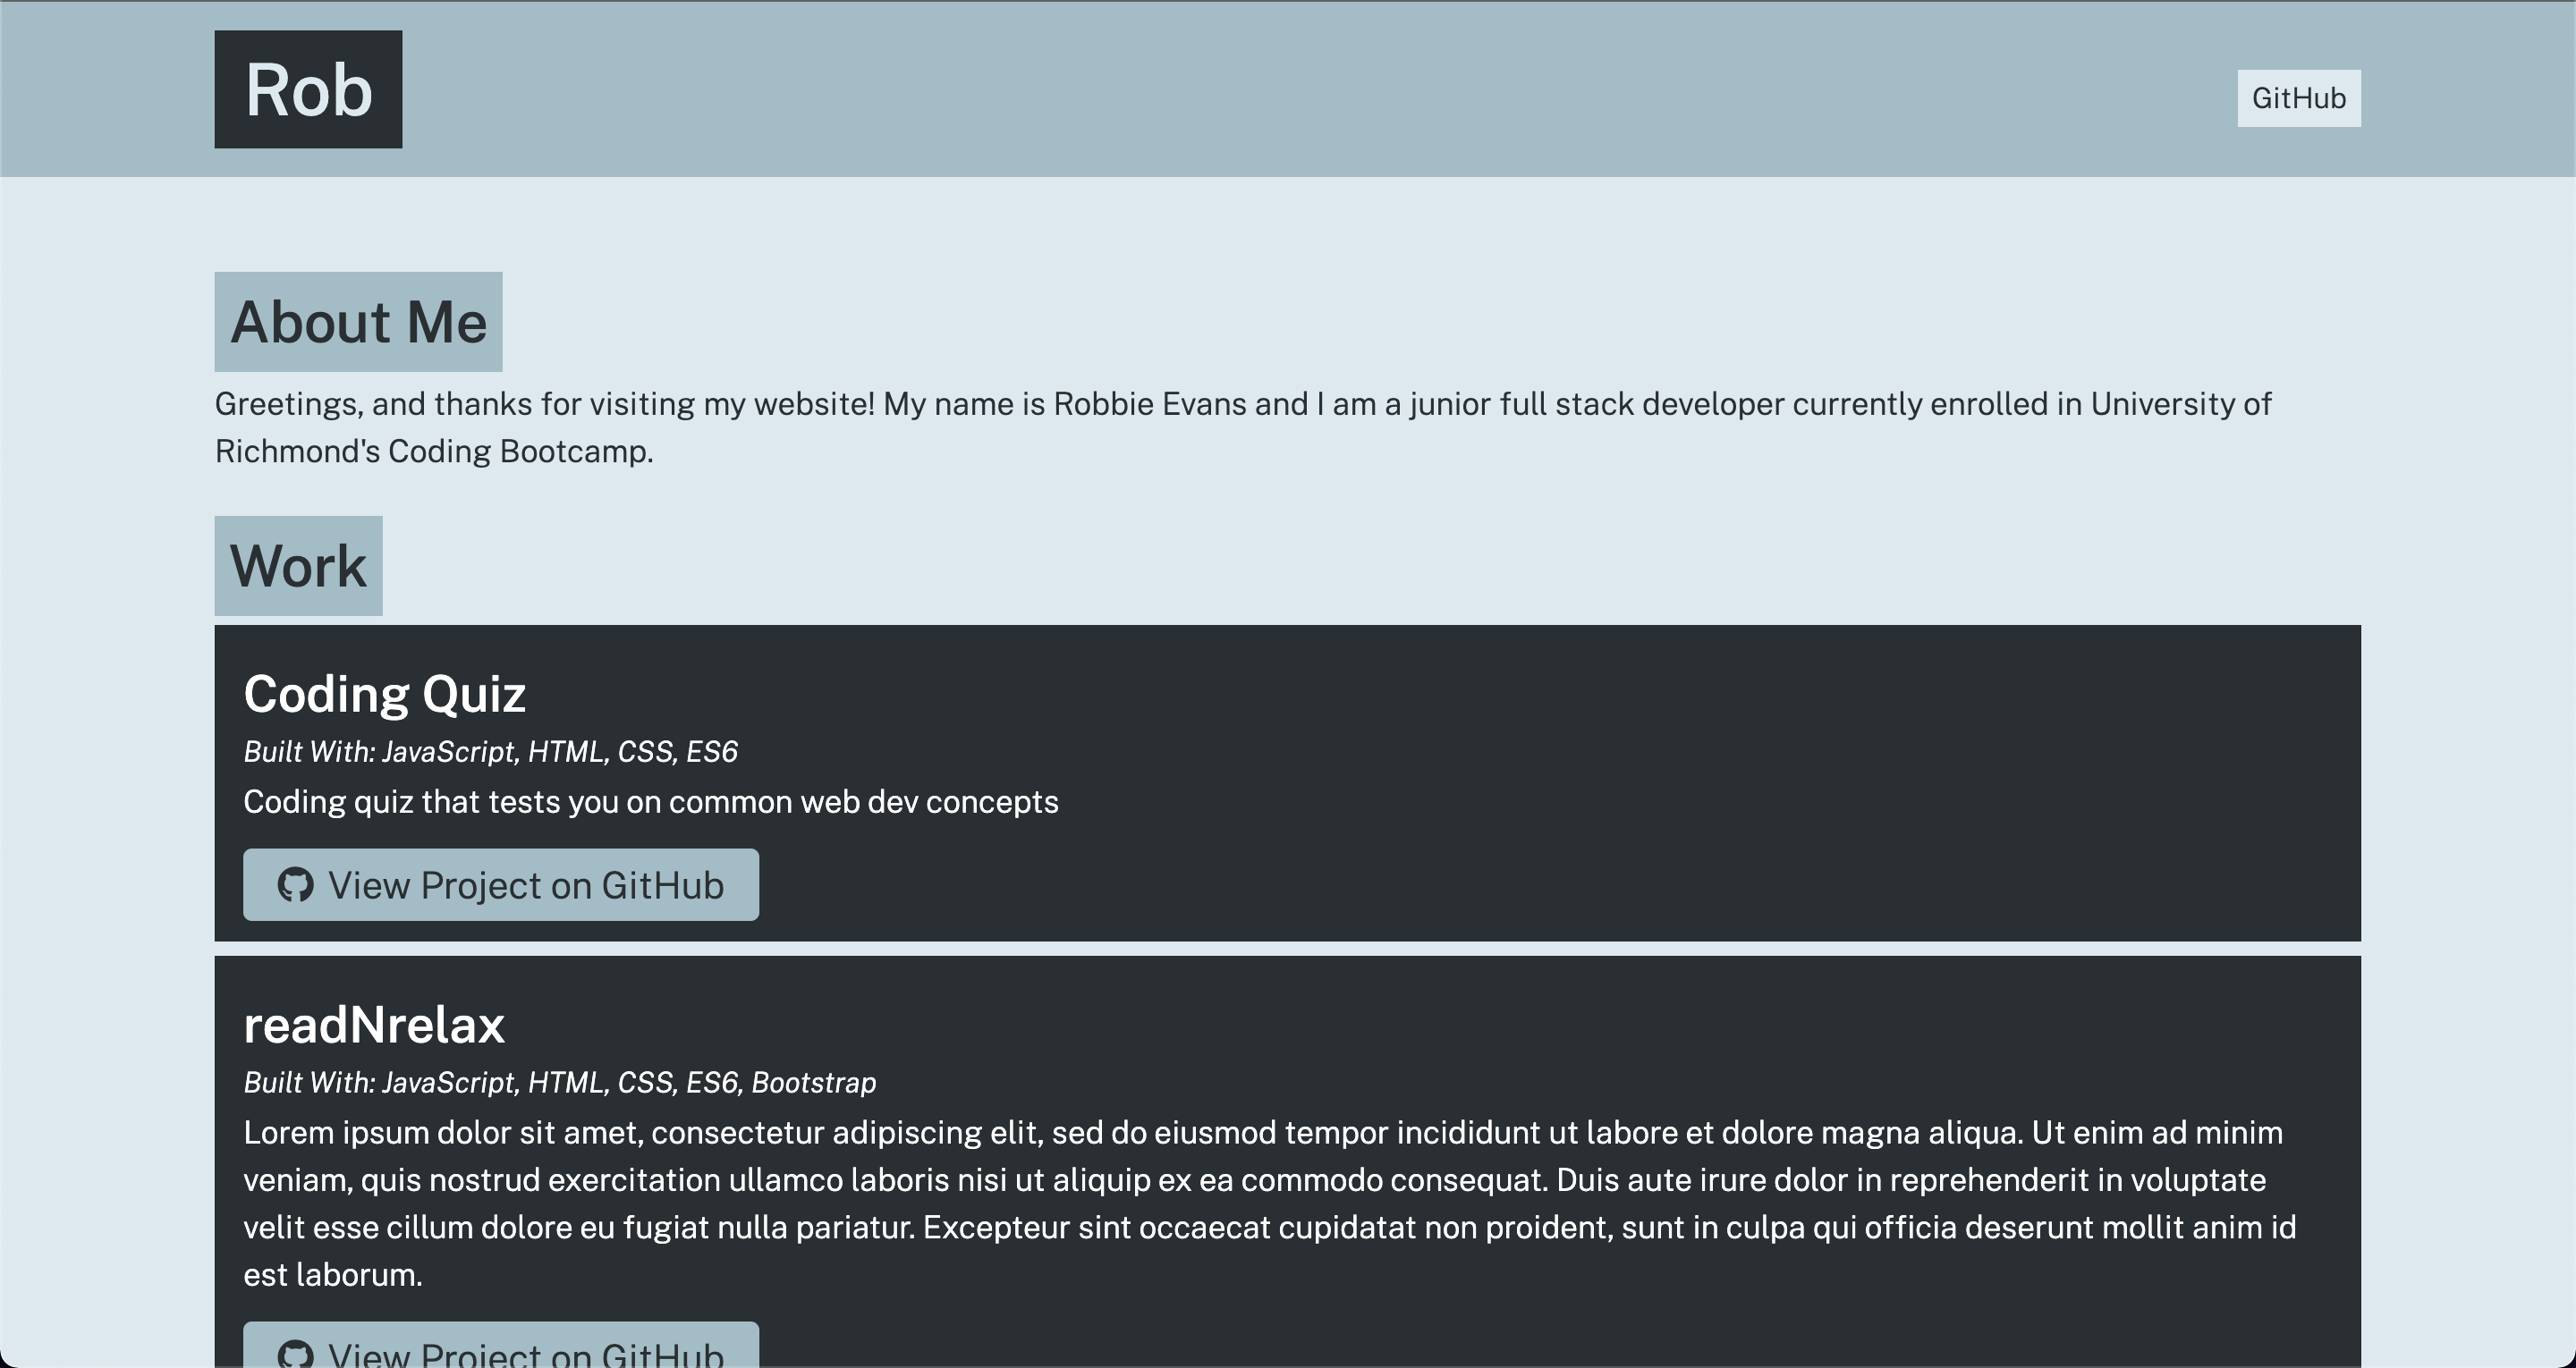 Rob
GitHub
About Me
Greetings, and thanks for visiting my website! My name is Robbie Evans and I am a junior full stack developer currently enrolled in University of
Richmond's Coding Bootcamp.
Work
Coding Quiz
Built With: JavaScript, HTML, CSS, ES6
Coding quiz that tests you on common web dev concepts
View Project on GitHub
readNrelax
Built With: JavaScript, HTML, CSS, ES6, Bootstrap
Lorem ipsum dolor sit amet, consectetur adipiscing elit, sed do eiusmod tempor incididunt ut labore et dolore magna aliqua. Ut enim ad minim
veniam, quis nostrud exercitation ullamco laboris nisi ut aliquip ex ea commodo consequat. Duis aute irure dolor in reprehenderit in voluptate
velit esse cillum dolore eu fugiat nulla pariatur. Excepteur sint occaecat cupidatat non proident, sunt in culpa qui officia deserunt mollit anim id
est laborum.
View Project on GitHub